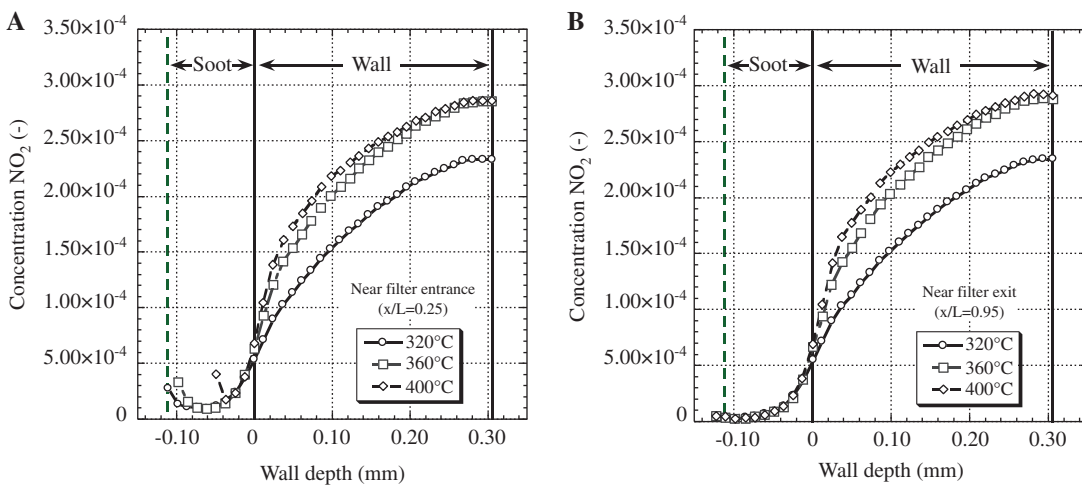 A
Concentration NO2 (-)
3.50×10-4
3.00×10-4
2.50×10-4
2.00×10-4
1.50×10-4
1.00×10-4
5.00×10-4
0
Soot
Wall
Near filter entrance
(x/L=0.25)
320°C
360°C
400°C
-0.10
0
0.10
0.20
0.30
Wall depth (mm)
B
Concentration NO2 (-)
3.50×10-4
3.00×10-4
2.50×10-4
2.00×10-4
1.50×10-4
1.00×10-4
5.00×10-4
0
Soot
Wall
Near filter exit
(x/L=0.95)
320°C
360°C
400°C
-0.10
0
0.10
0.20
0.30
Wall depth (mm)